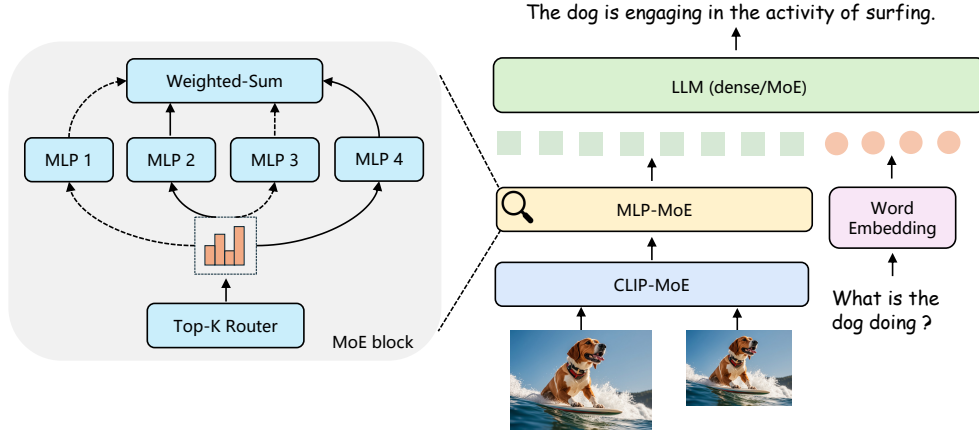 The dog is engaging in the activity of surfing.
Weighted-Sum
MLP 1
MLP 2
MLP 3
MLP 4
Top-K Router
MoE block
LLM (dense/MoE)
MLP-MoE
Word
Embedding
CLIP-MoE
What is the
dog doing ?